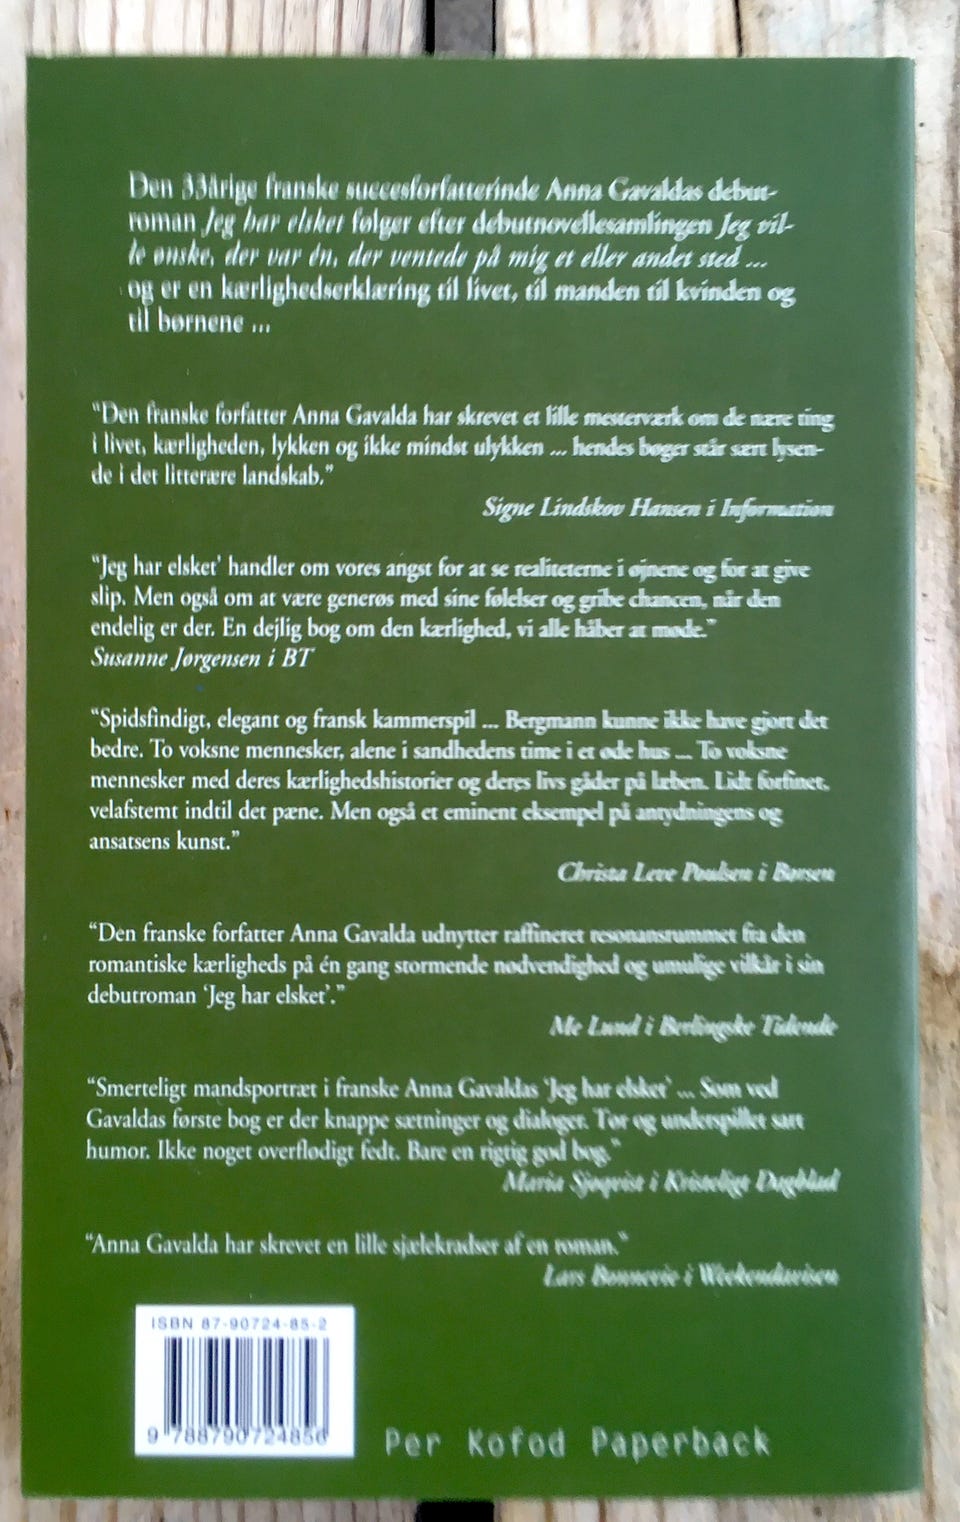 Den 33årige franske succesforfatterinde Anna Gavaldas debut-
roman Jeg har elsket følger efter debutnovellesamlingen Jeg vil-
le ønske, der var én, der ventede på mig et eller andet sted ...
og er en kærlighedserklæring til livet, til manden til kvinden og
til børnene ...
"Den franske forfatter Anna Gavalda har skrevet et lille mesterværk om de nære ting
i livet, kærligheden, lykken og ikke mindst ulykken ... hendes bøger står sært lysen-
de i det litterære landskab."
Signe Lindskov Hansen i Information
"Jeg har elsket' handler om vores angst for at se realiteterne i øjnene og for at give
slip. Men også om at være generøs med sine følelser og gribe chancen, når den
endelig er der. En dejlig bog om den kærlighed, vi alle håber at møde."
Susanne Jørgensen i BT
"Spidsfindigt, elegant og fransk kammerspil ... Bergmann kunne ikke have gjort det
bedre. To voksne mennesker, alene i sandhedens time i et øde hus ... To voksne
mennesker med deres kærlighedshistorier og deres livs gåder på læben. Lidt forfinet,
velafstemt indtil det pæne. Men også et eminent eksempel på antydningens og
ansatsens kunst."
Christa Leve Poulsen i Børsen
"Den franske forfatter Anna Gavalda udnytter raffineret resonansrummet fra den
romantiske kærligheds på én gang stormende nødvendighed og umulige vilkår i sin
debutroman 'Jeg har elsket'."
Me Lund i Berlingske Tidende
"Smerteligt mandsportræt i franske Anna Gavaldas 'Jeg har elsket' ... Som ved
Gavaldas første bog er der knappe sætninger og dialoger. Tør og underspillet sart
humor. Ikke noget overflødigt fedt. Bare en rigtig god bog."
Maria Sjøqvist i Kristeligt Dagblad
"Anna Gavalda har skrevet en lille sjælekradser af en roman."
Lars Bonnevie i Weekendavisen
ISBN 87-90724-85-2
9 788790 724856
Per Kofod Paperback